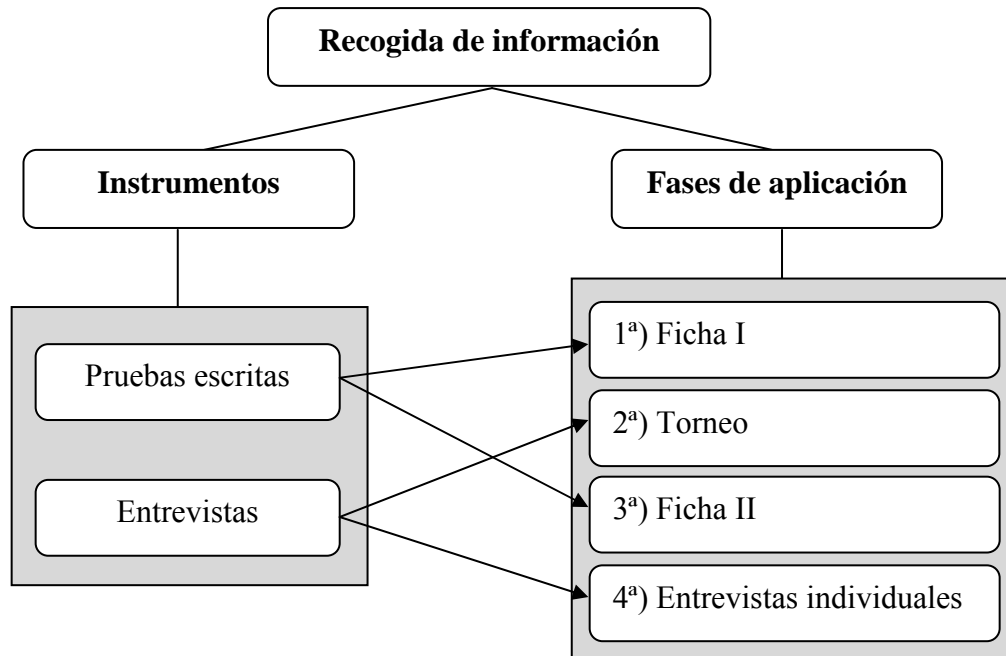 Recogida de información
Instrumentos
Fases de aplicación
Pruebas escritas
Entrevistas
1ª) Ficha I
2ª) Torneo
3ª) Ficha II
4ª) Entrevistas individuales